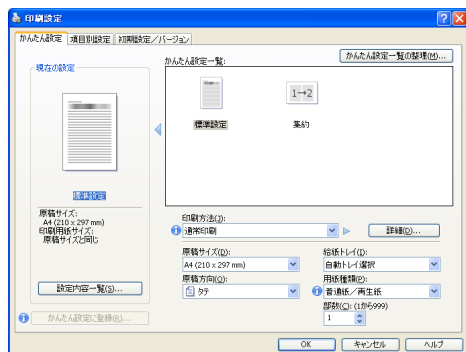 印刷設定
かんたん設定 項目別設定 初期設定／バージョン
現在の設定
標準設定
原稿サイズ:
A4 (210 x 297 mm)
印刷用紙サイズ:
原稿サイズと同じ
設定内容一覧(S)...
かんたん設定に登録(R)...
かんたん設定一覧:
かんたん設定一覧の整理(M)...
1→2
標準設定 集約
印刷方法(J):
通常印刷
詳細(D)...
原稿サイズ(D):
A4 (210 x 297 mm)
給紙トレイ(I):
自動トレイ選択
原稿方向(O):
タテ
用紙種類(P):
普通紙／再生紙
部数(C): (1から999)
1
OK キャンセル ヘルプ